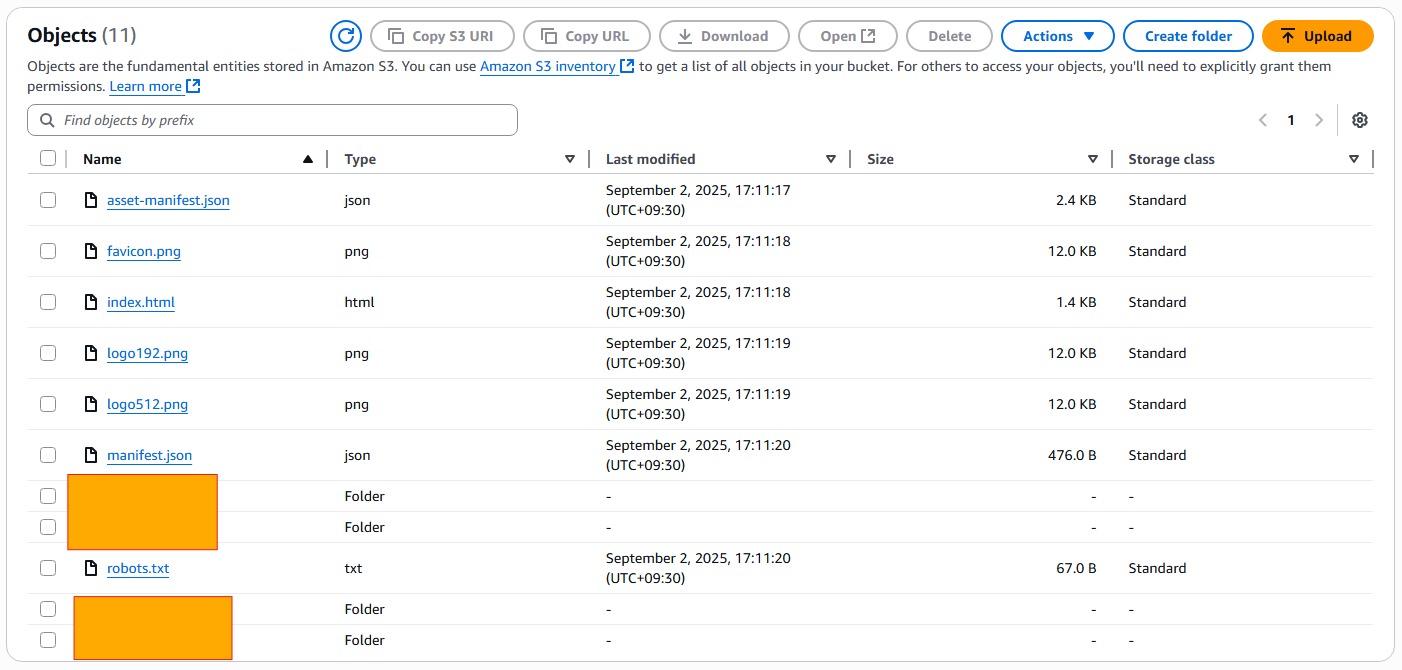 Objects (11)
Copy S3 URI
Copy URL
Download
Open
Delete
Actions
Create folder
Upload
Objects are the fundamental entities stored in Amazon S3. You can use Amazon S3 inventory to get a list of all objects in your bucket. For others to access your objects, you'll need to explicitly grant them
permissions. Learn more
Find objects by prefix
1
Name Type Last modified Size Storage class
asset-manifest.json json September 2, 2025, 17:11:17 (UTC+09:30) 2.4 KB Standard
favicon.png png September 2, 2025, 17:11:18 (UTC+09:30) 12.0 KB Standard
index.html html September 2, 2025, 17:11:18 (UTC+09:30) 1.4 KB Standard
logo192.png png September 2, 2025, 17:11:19 (UTC+09:30) 12.0 KB Standard
logo512.png png September 2, 2025, 17:11:19 (UTC+09:30) 12.0 KB Standard
manifest.json json September 2, 2025, 17:11:20 (UTC+09:30) 476.0 B Standard
Folder - - -
Folder - - -
robots.txt txt September 2, 2025, 17:11:20 (UTC+09:30) 67.0 B Standard
Folder - - -
Folder - - -